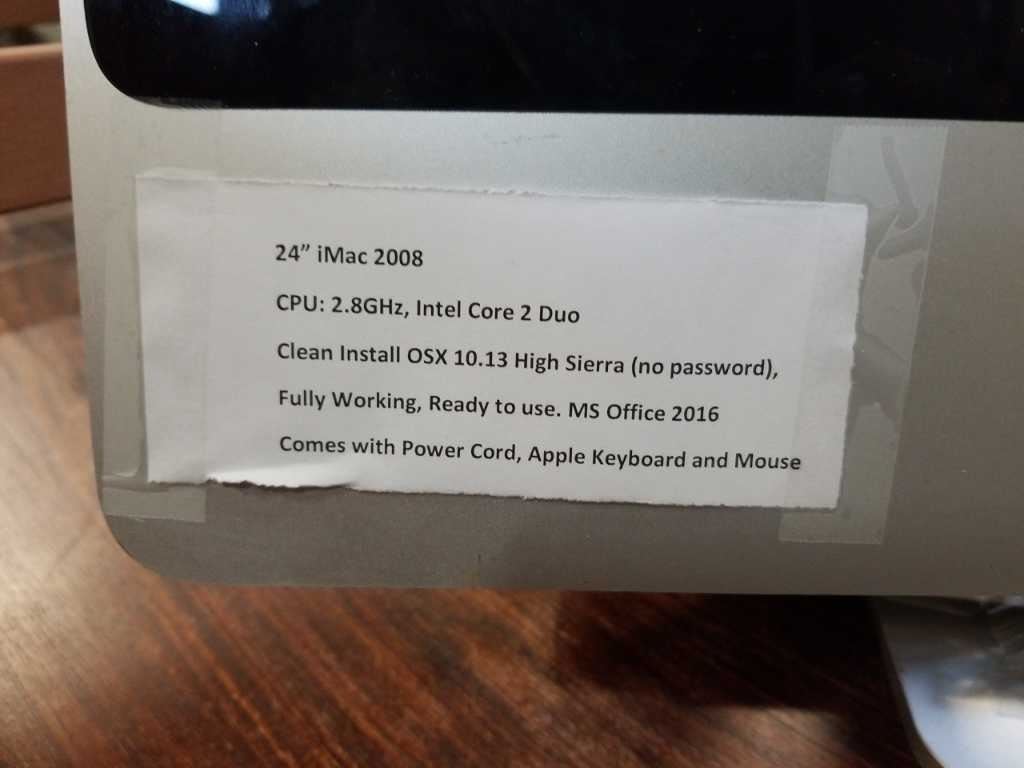 24” iMac 2008
CPU: 2.8GHz, Intel Core 2 Duo
Clean Install OSX 10.13 High Sierra (no password),
Fully Working, Ready to use. MS Office 2016
Comes with Power Cord, Apple Keyboard and Mouse